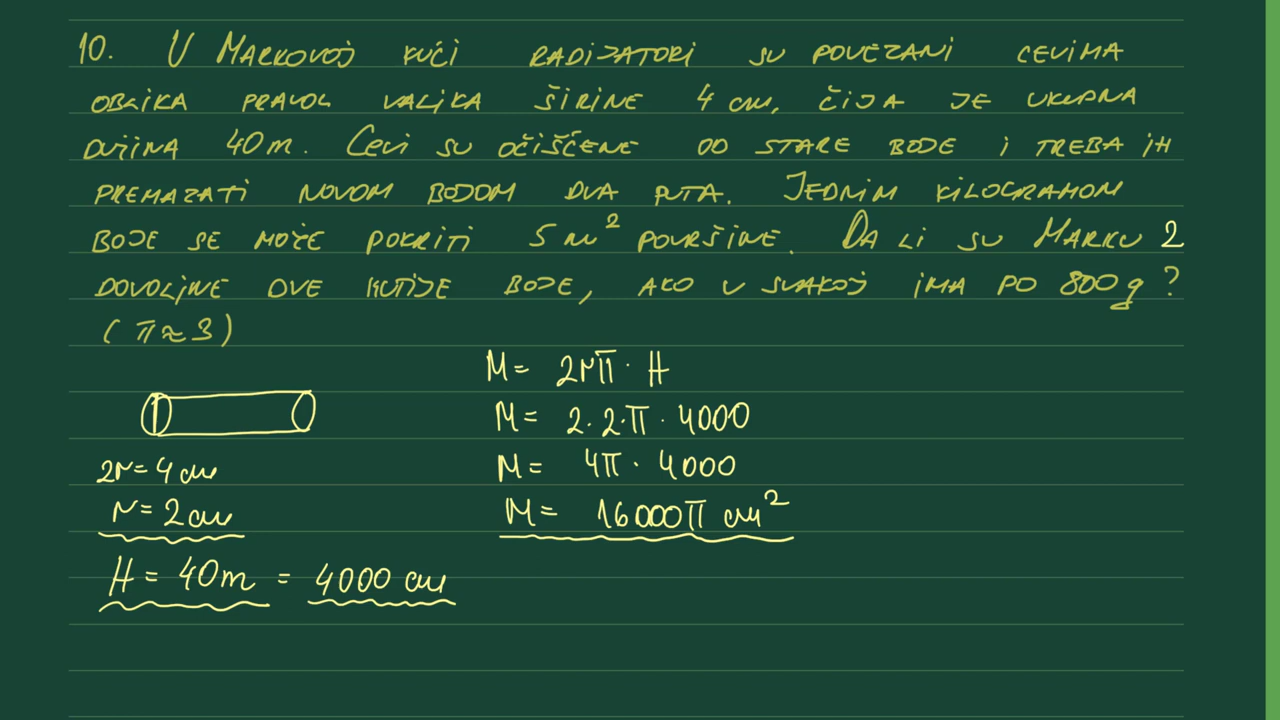 10. U MARKOVOJ KUĆI RADIJATORI SU POVEZANI CEVIMA
OBLIKA PRAVOG VALJKA ŠIRINE 4 cm, ČIJA JE UKUPNA
DUŽINA 40m. CEVI SU OČIŠĆENE OD STARE BOJE I TREBA IH
PREMAZATI NOVOM BOJOM DVA PUTA. JEDNIM KILOGRAMOM
BOJE SE MOŽE POKRITI 5 m² POVRŠINE. DA LI SU MARKU 2
DOVOLJNE DVE KUTIJE BOJE, AKO U SVAKOJ IMA PO 800g?
(π≈3)
M = 2rπ · H
M = 2·2·π · 4000
2r = 4 cm
M = 4π · 4000
r = 2 cm
M = 16000π cm²
H = 40m = 4000 cm